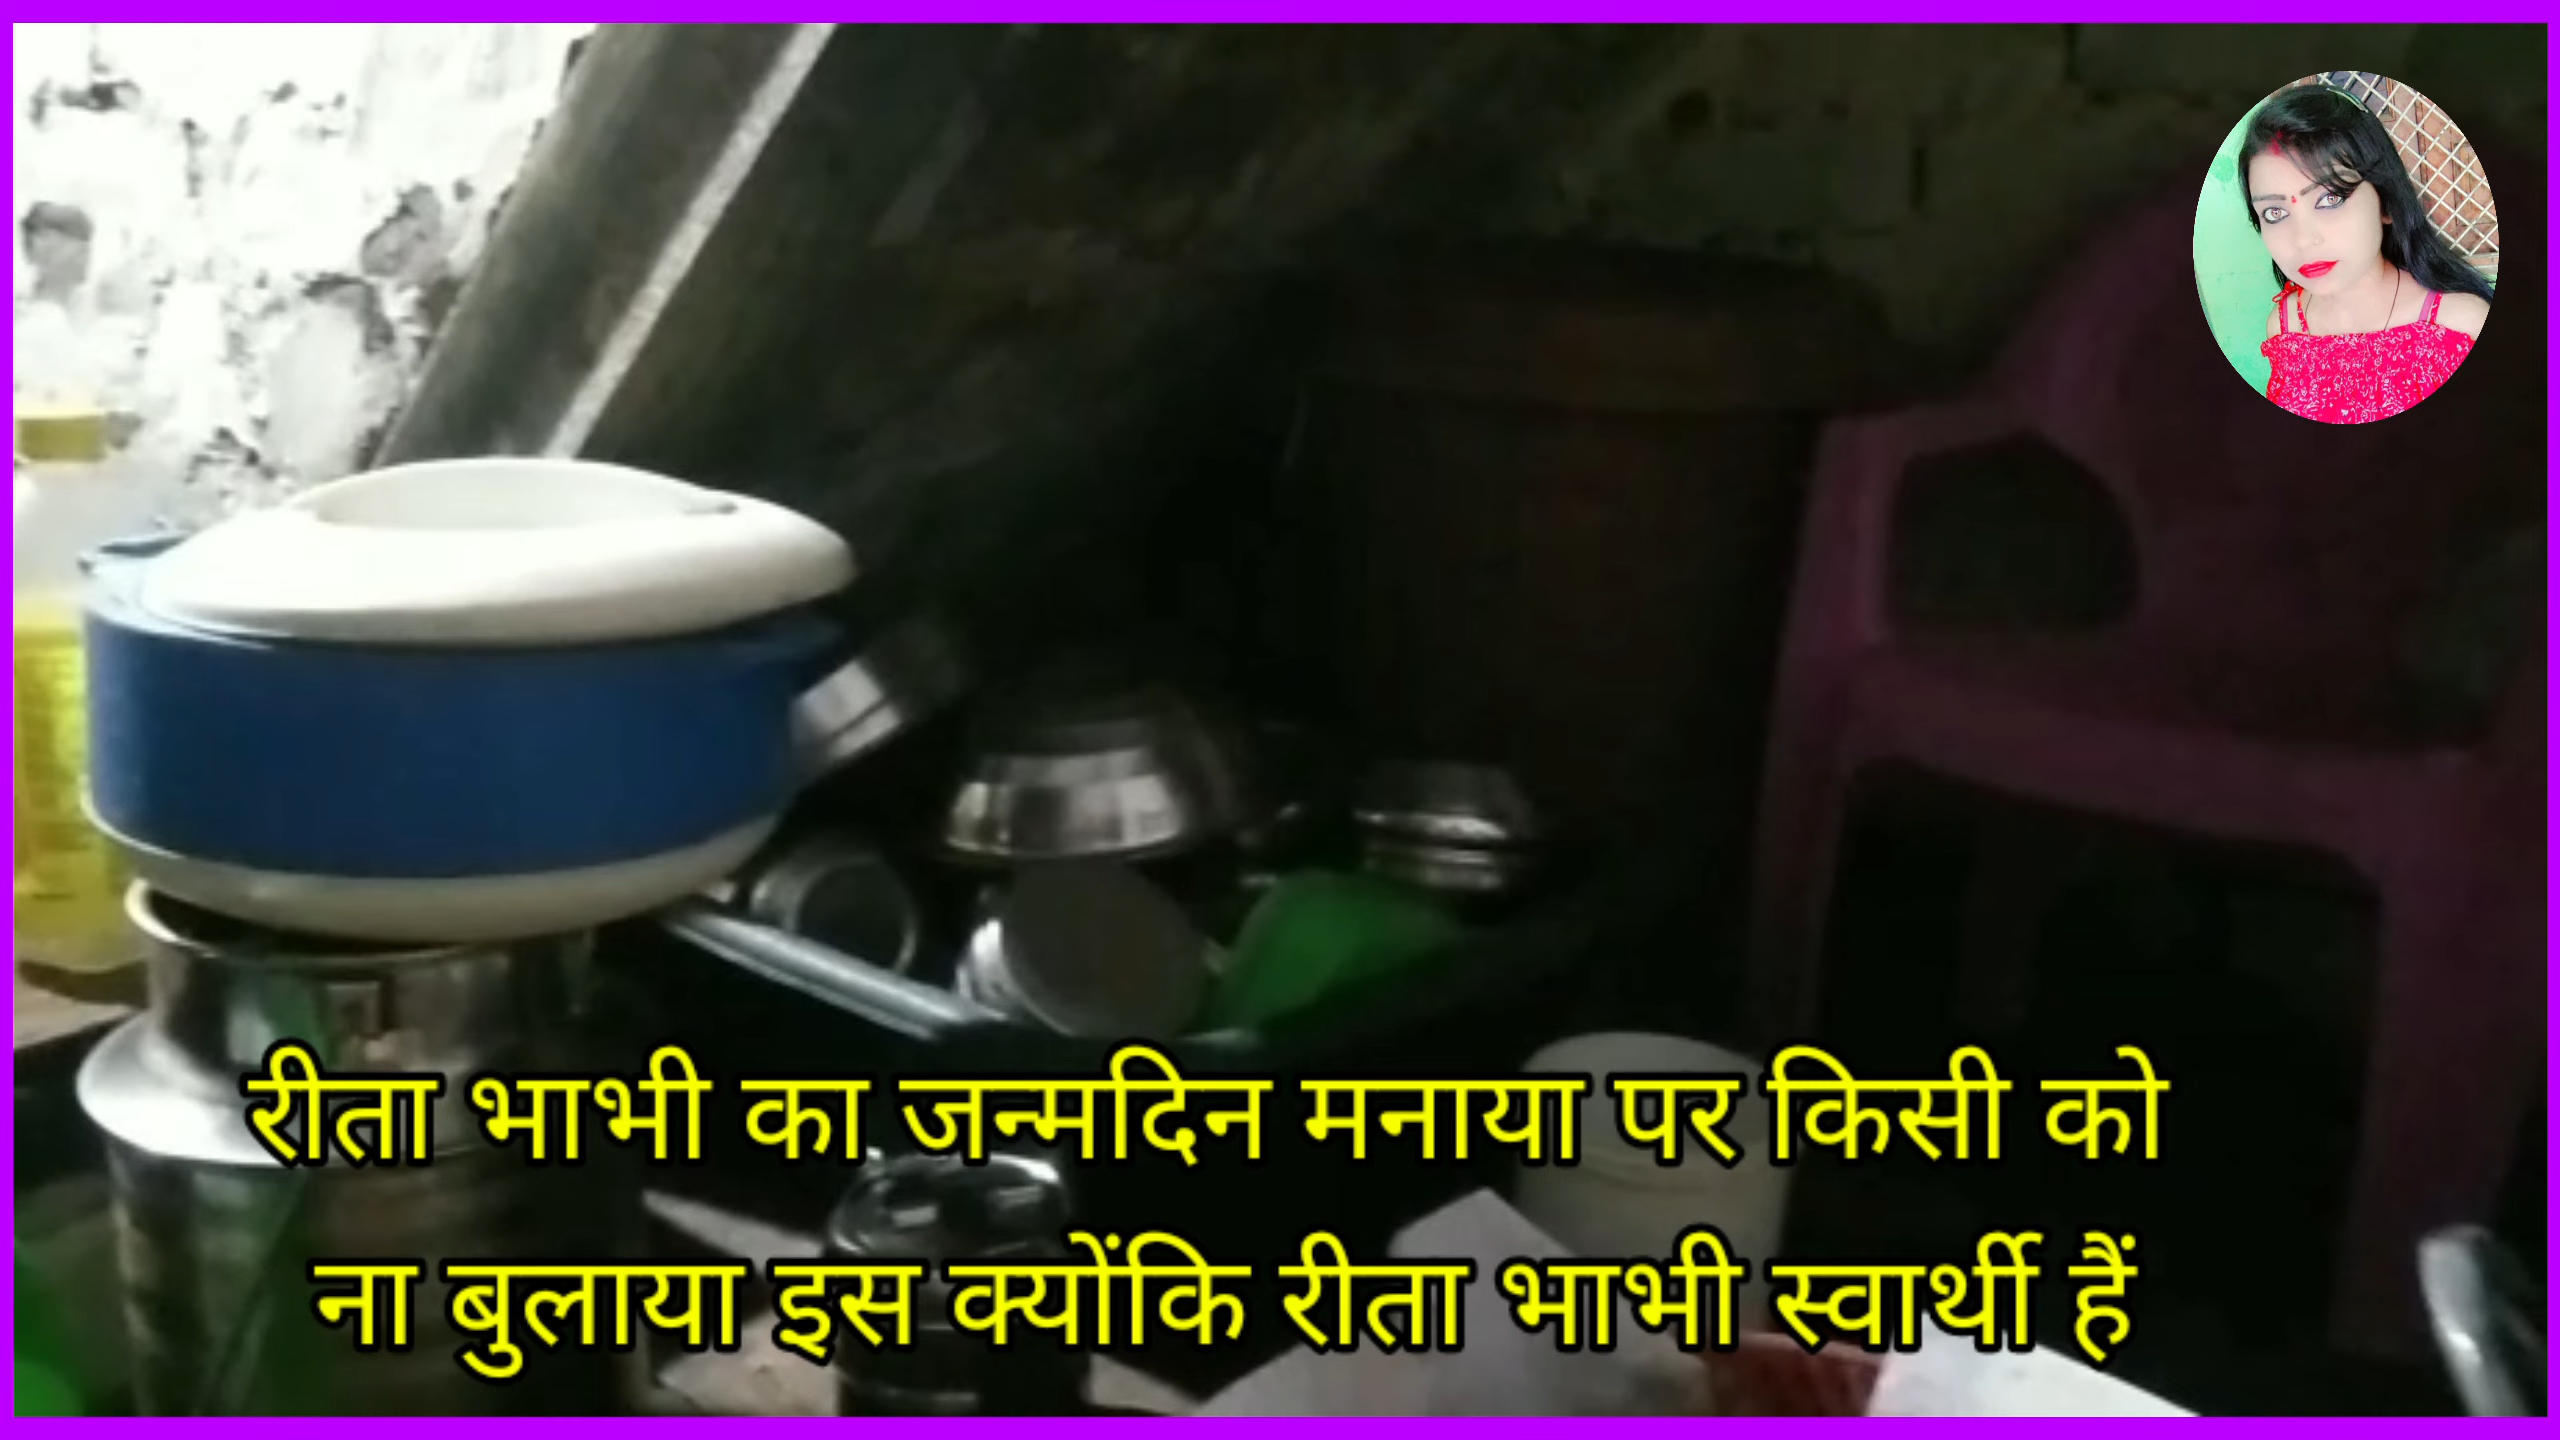 रीता भाभी का जन्मदिन मनाया पर किसी को
ना बुलाया इस क्योंकि रीता भाभी स्वार्थी हैं